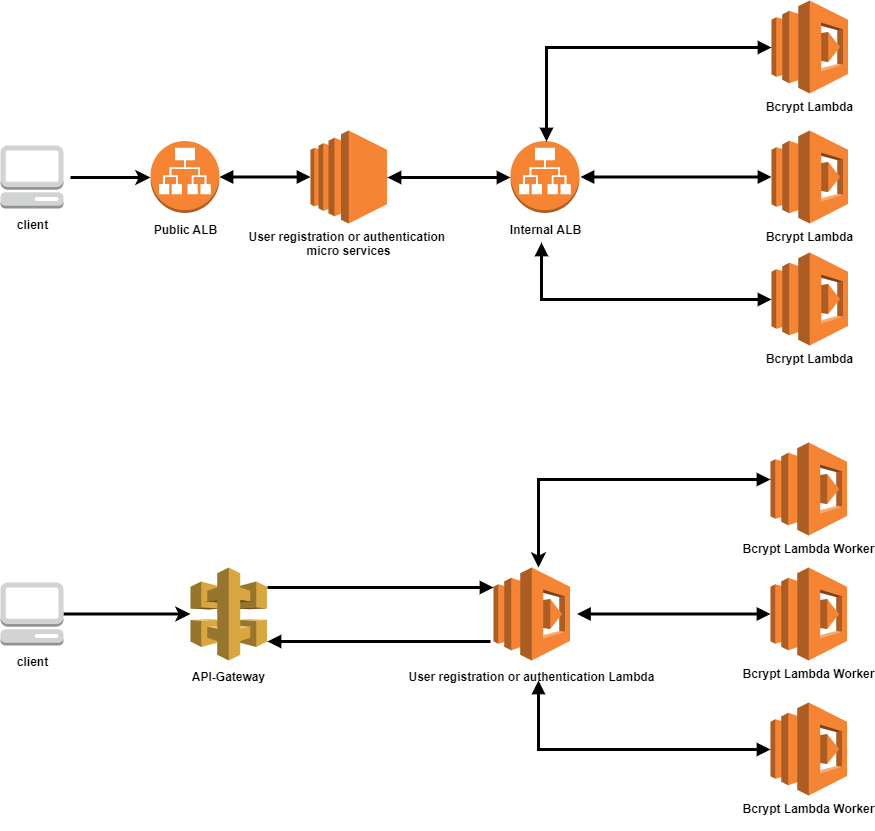 Bcrypt Lambda
client
Public ALB
User registration or authentication
micro services
Internal ALB
Bcrypt Lambda
Bcrypt Lambda
Bcrypt Lambda Worker
client
API-Gateway
User registration or authentication Lambda
Bcrypt Lambda Worker
Bcrypt Lambda Worker